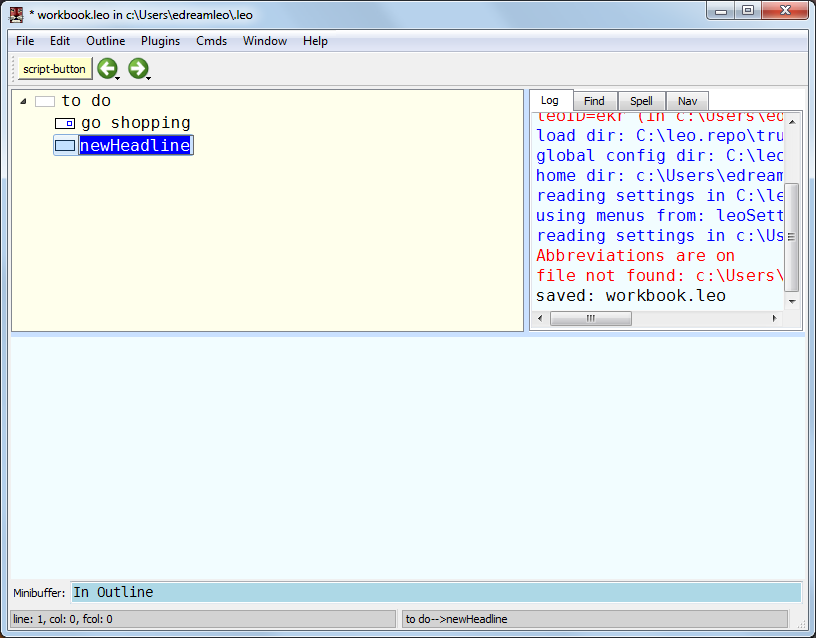 * workbook.leo in c:\Users\edreamleo\.leo
File Edit Outline Plugins Cmds Window Help
script-button
to do
go shopping
newHeadline
Log Find Spell Nav
leoID=ekr (in c:\Users\ed
load dir: C:\leo.repo\tru
global config dir: C:\leo
home dir: c:\Users\edream
reading settings in C:\le
using menus from: leoSett
reading settings in c:\Us
Abbreviations are on
file not found: c:\Users\
saved: workbook.leo
Minibuffer: In Outline
line: 1, col: 0, fcol: 0
to do-->newHeadline